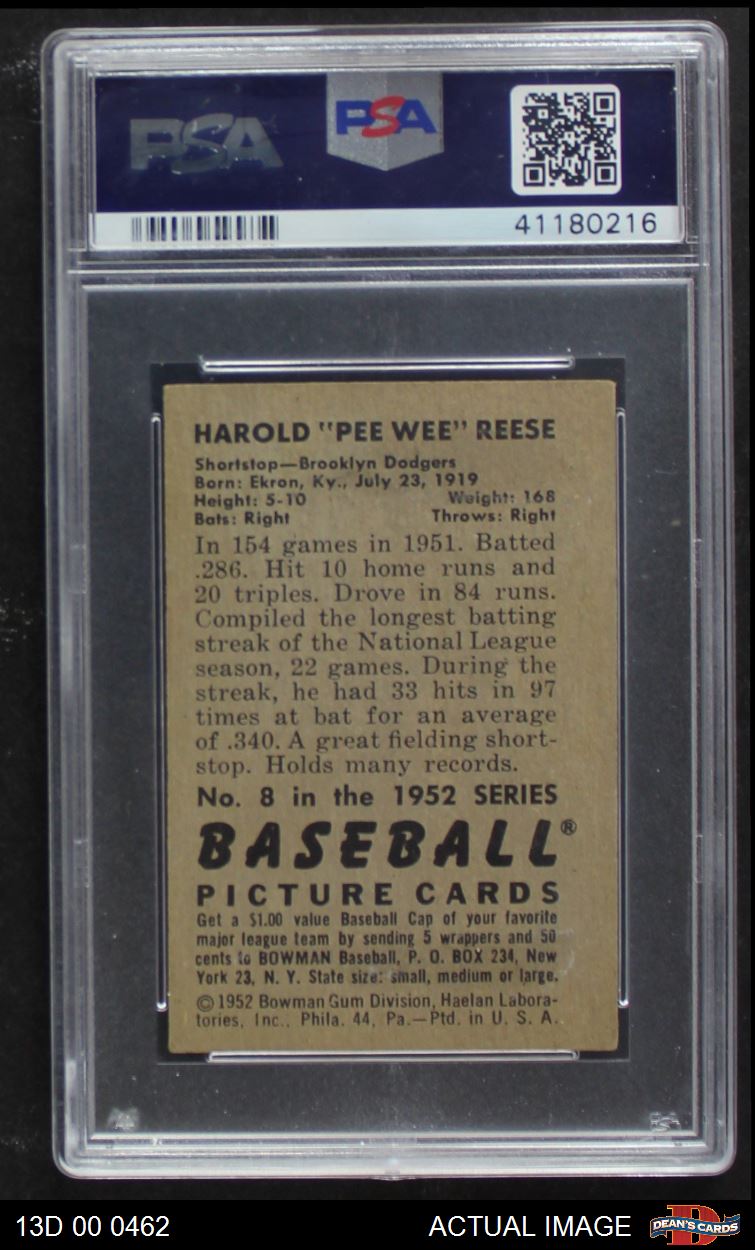 PSA
PSA
41180216
HAROLD "PEE WEE" REESE
Shortstop—Brooklyn Dodgers
Born: Ekron, Ky., July 23, 1919
Height: 5-10 Weight: 168
Bats: Right Throws: Right
In 154 games in 1951. Batted
.286. Hit 10 home runs and
20 triples. Drove in 84 runs.
Compiled the longest batting
streak of the National League
season, 22 games. During the
streak, he had 33 hits in 97
times at bat for an average
of .340. A great fielding short-
stop. Holds many records.
No. 8 in the 1952 SERIES
BASEBALL®
PICTURE CARDS
Get a $1.00 value Baseball Cap of your favorite
major league team by sending 5 wrappers and 50
cents to BOWMAN Baseball, P. O. BOX 234, New
York 23, N. Y. State size: small, medium or large.
© 1952 Bowman Gum Division, Haelan Labora-
tories, Inc., Phila. 44, Pa.—Ptd. in U. S. A.
PSA
13D 00 0462 ACTUAL IMAGE DEAN'S CARDS